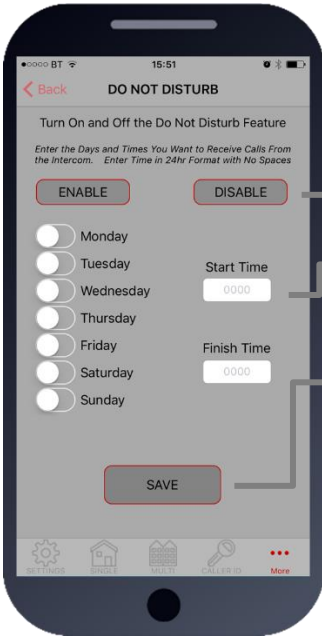 BT 15:51
Back DO NOT DISTURB
Turn On and Off the Do Not Disturb Feature
Enter the Days and Times You Want to Receive Calls From
the Intercom. Enter Time in 24hr Format with No Spaces
ENABLE DISABLE
Monday
Tuesday
Wednesday
Thursday
Friday
Saturday
Sunday
Start Time
0000
Finish Time
0000
SAVE
SETTINGS SINGLE MULTI CALLER ID More